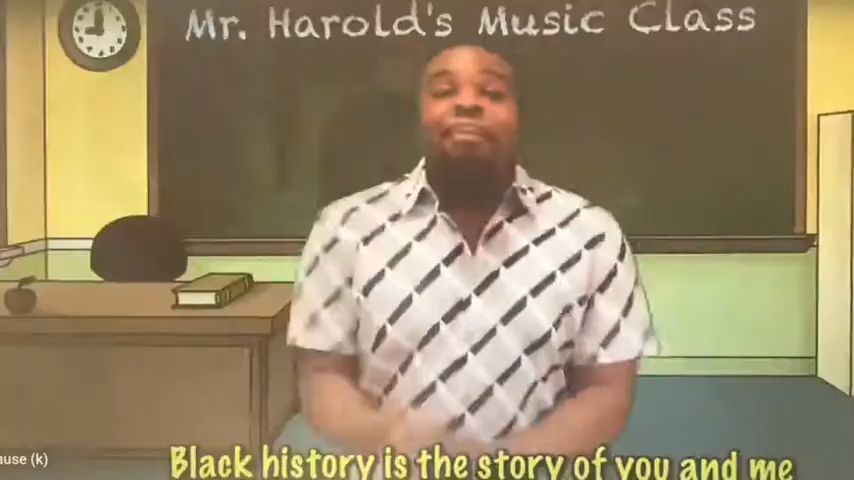 Mr. Harold's Music Class
use (k)
Black history is the story of you and me